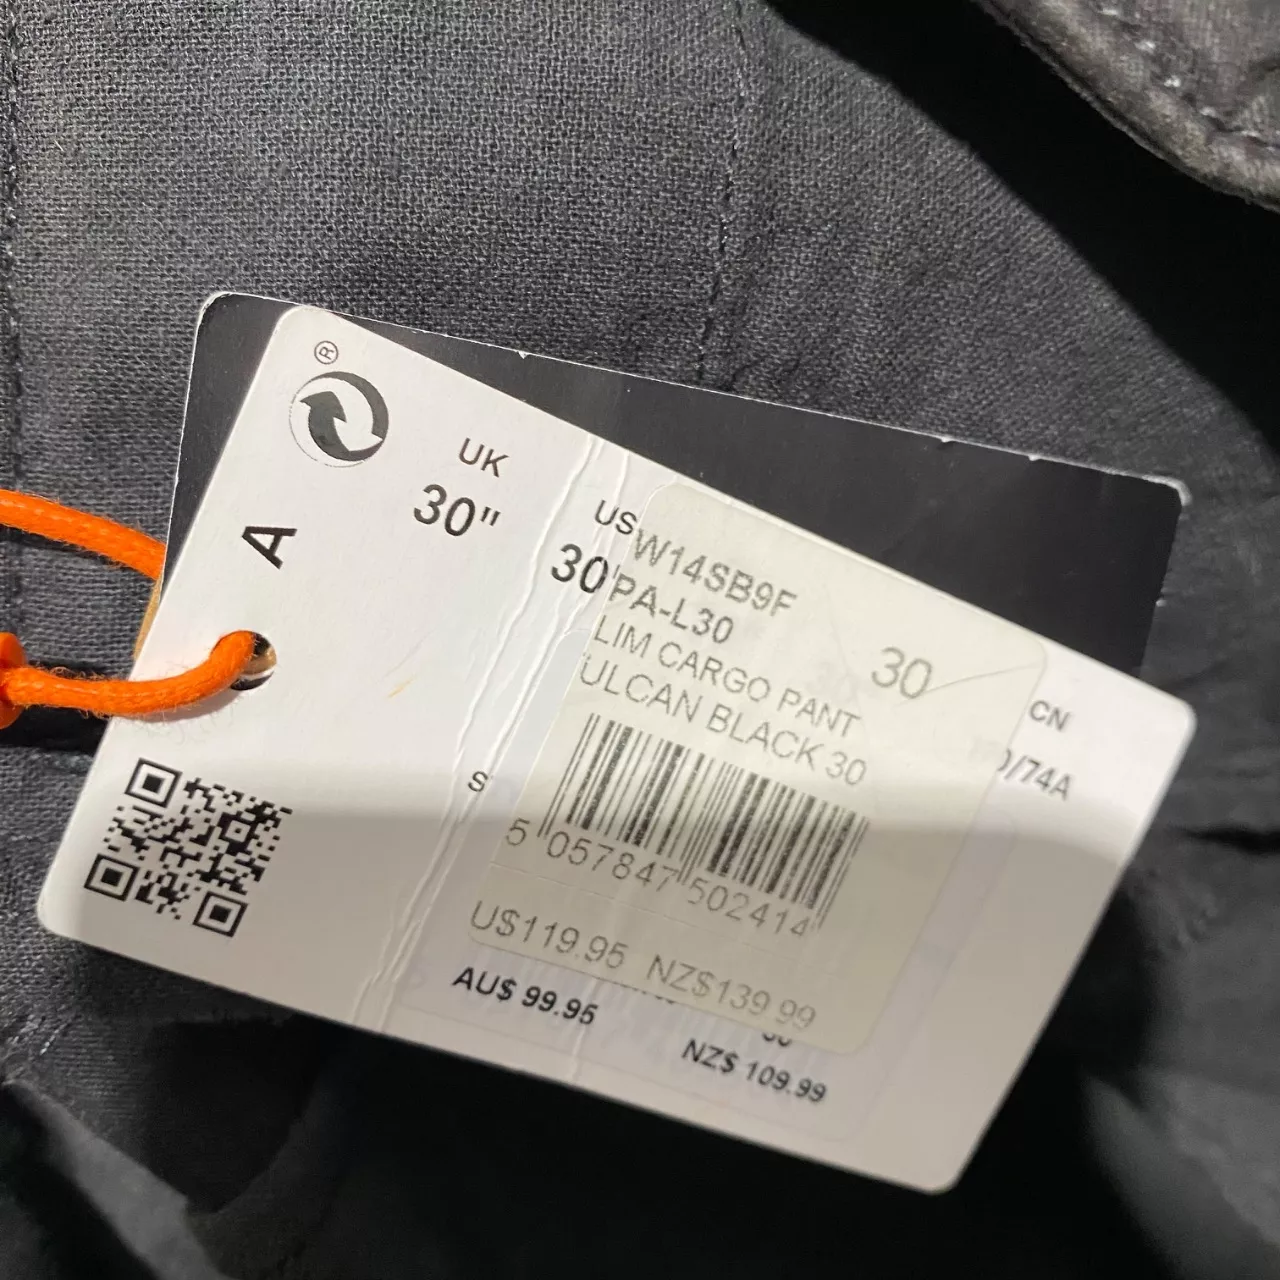 ®
A
UK
30"
US
30"
W14SB9F
PA-L30
LIM CARGO PANT
ULCAN BLACK 30
30
CN
/74A
S
5 057847 502414
U$119.95 NZ$139.99
AU$ 99.95
30
NZ$ 109.99